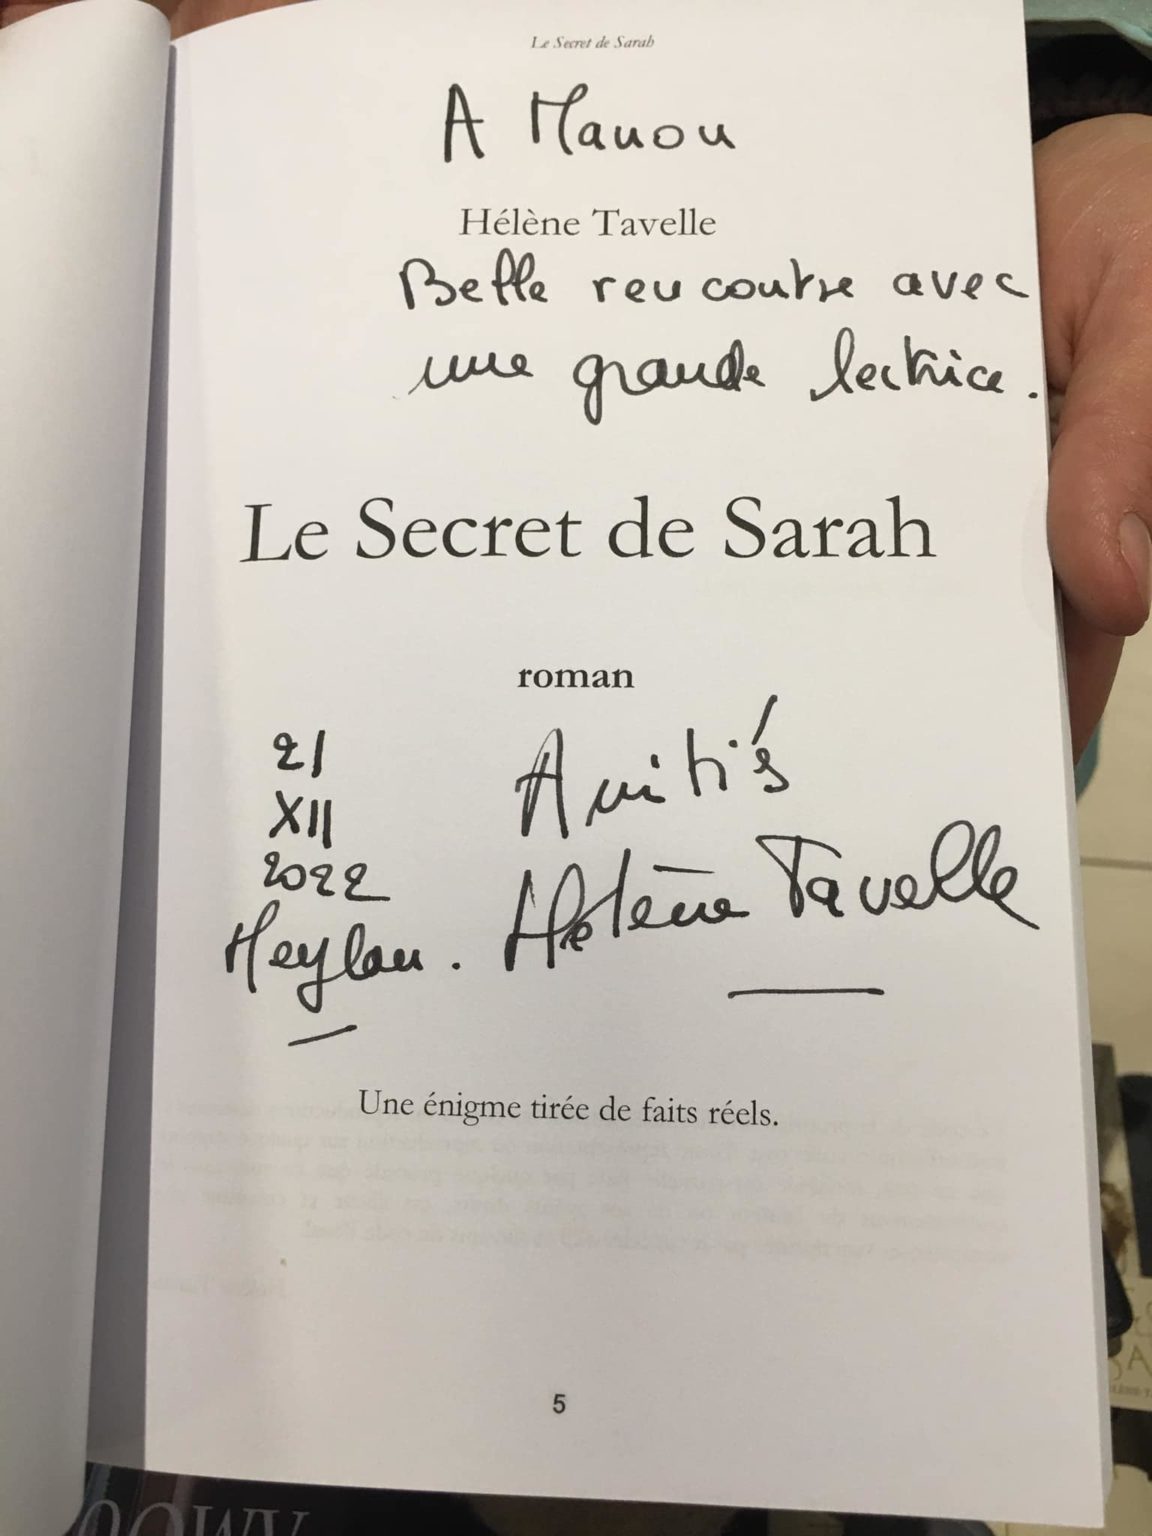 Le Secret de Sarah
A Manou
Hélène Tavelle
Belle rencontre avec
une grande lectrice.
Le Secret de Sarah
roman
21
XII
2022
Meylan.
Amitiés
Hélène Tavelle
Une énigme tirée de faits réels.
5